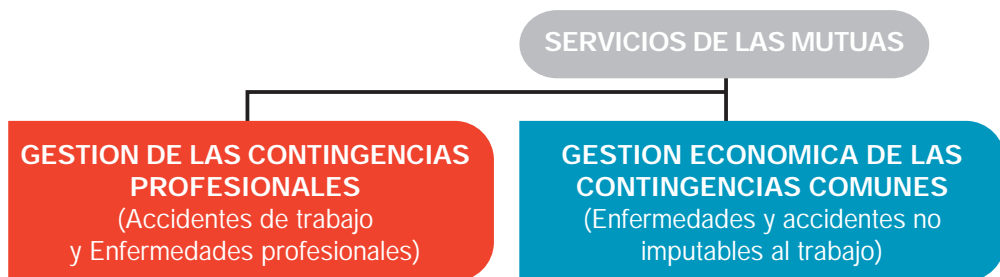 SERVICIOS DE LAS MUTUAS
GESTION DE LAS CONTINGENCIAS
PROFESIONALES
(Accidentes de trabajo
y Enfermedades profesionales)
GESTION ECONOMICA DE LAS
CONTINGENCIAS COMUNES
(Enfermedades y accidentes no
imputables al trabajo)